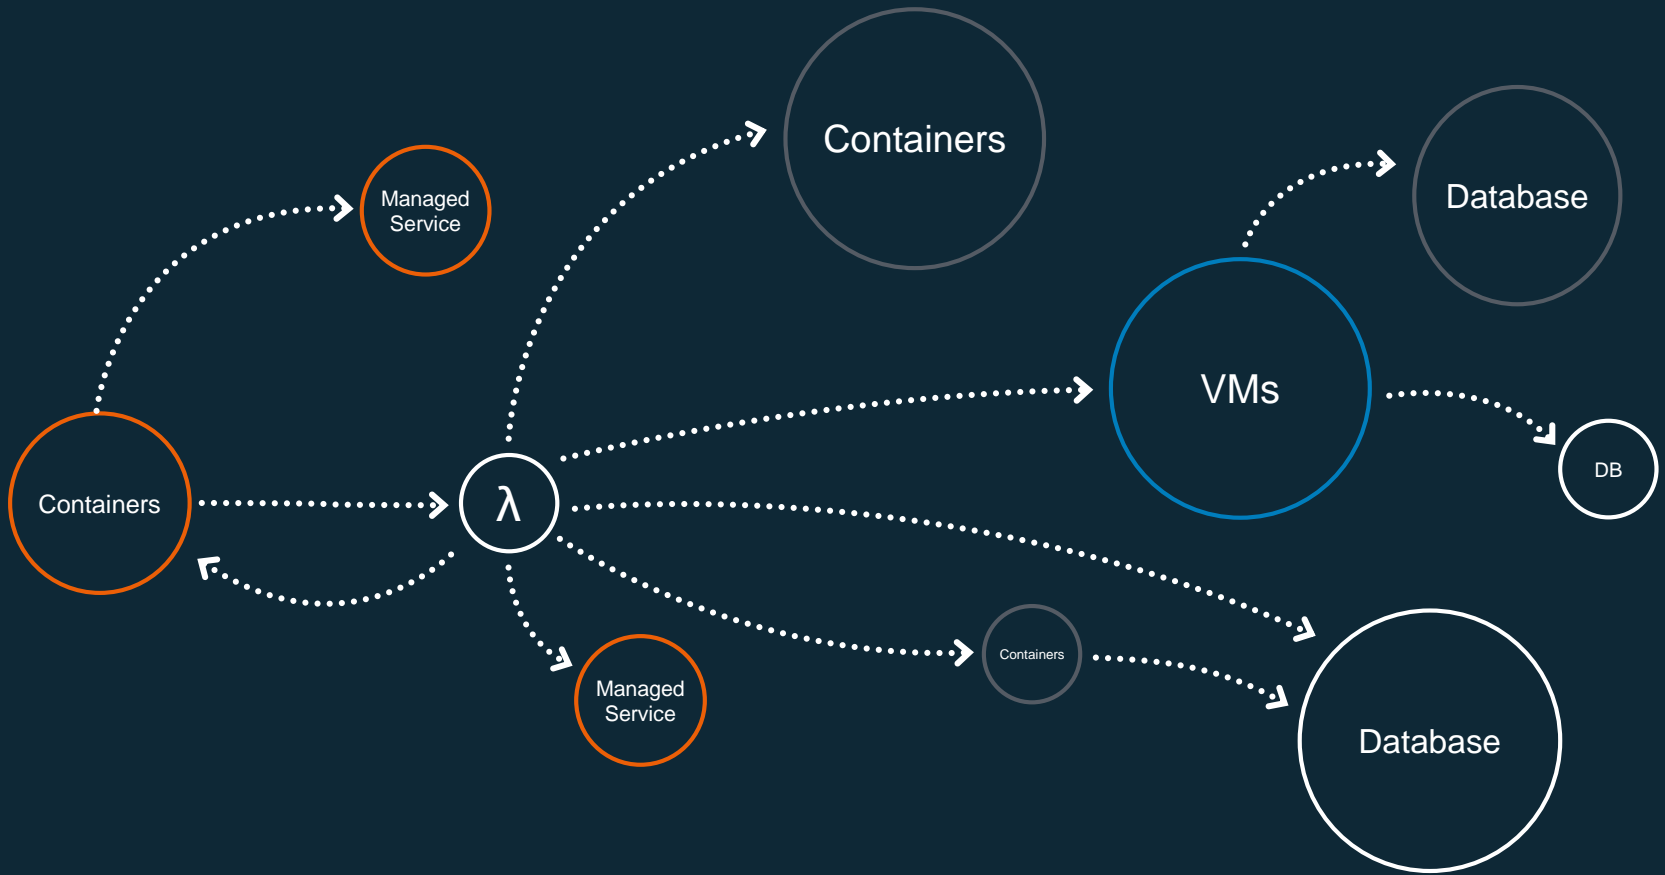 Containers
Managed
Service
Database
VMs
DB
Containers
λ
Containers
Managed
Service
Database